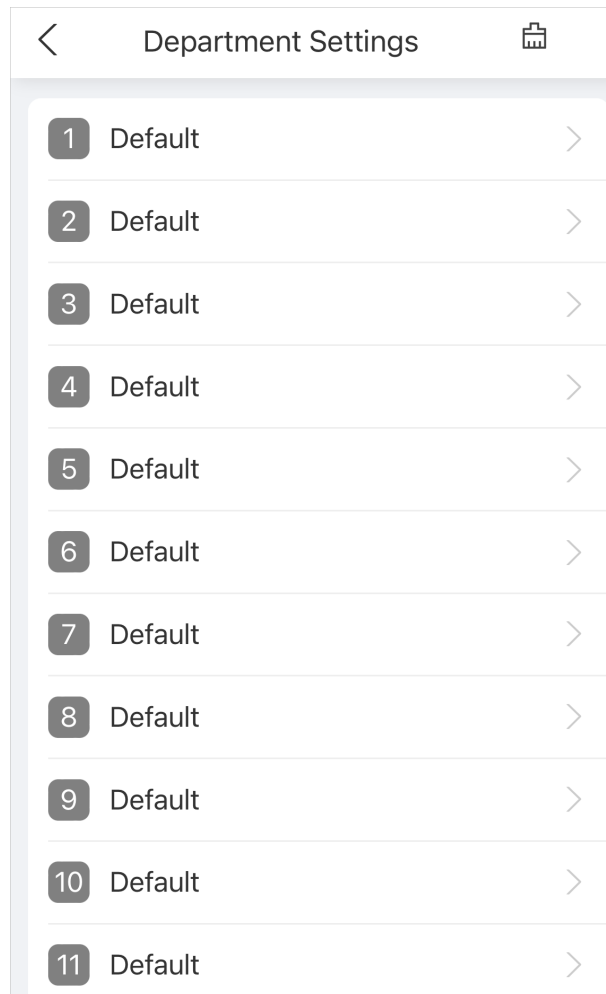 Department Settings
1 Default
2 Default
3 Default
4 Default
5 Default
6 Default
7 Default
8 Default
9 Default
10 Default
11 Default